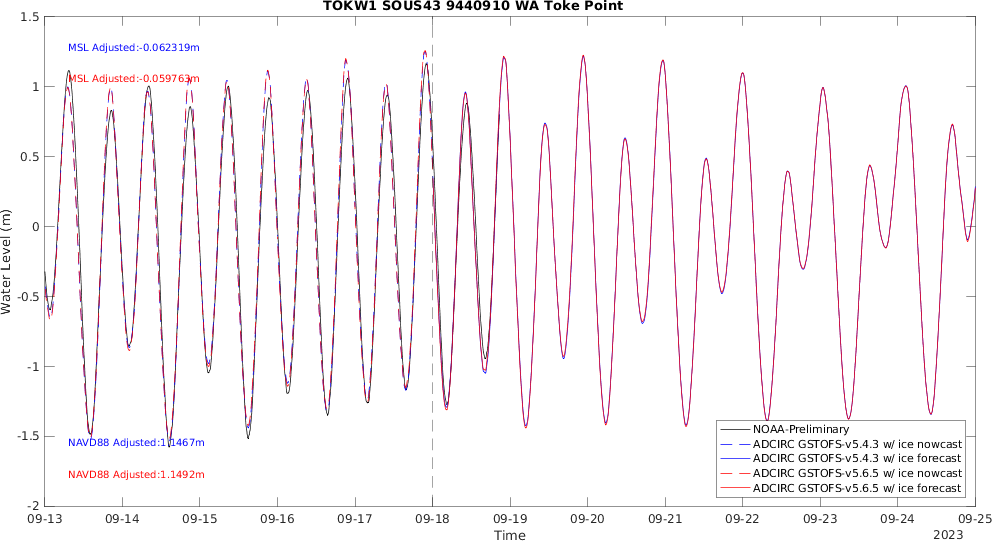 TOKW1 SOUS43 9440910 WA Toke Point
MSL Adjusted:-0.062319m
MSL Adjusted:-0.059763m
NAVD88 Adjusted:1.1467m
NAVD88 Adjusted:1.1492m
Water Level (m)
1.5
1
0.5
0
-0.5
-1
-1.5
-2
NOAA-Preliminary
ADCIRC GSTOFS-v5.4.3 w/ ice nowcast
ADCIRC GSTOFS-v5.4.3 w/ ice forecast
ADCIRC GSTOFS-v5.6.5 w/ ice nowcast
ADCIRC GSTOFS-v5.6.5 w/ ice forecast
09-13 09-14 09-15 09-16 09-17 09-18 09-19 09-20 09-21 09-22 09-23 09-24 09-25
Time
2023